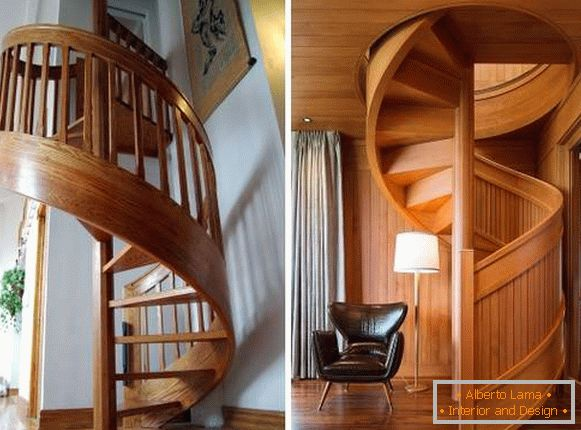 Alberto Lama
Interior and Design